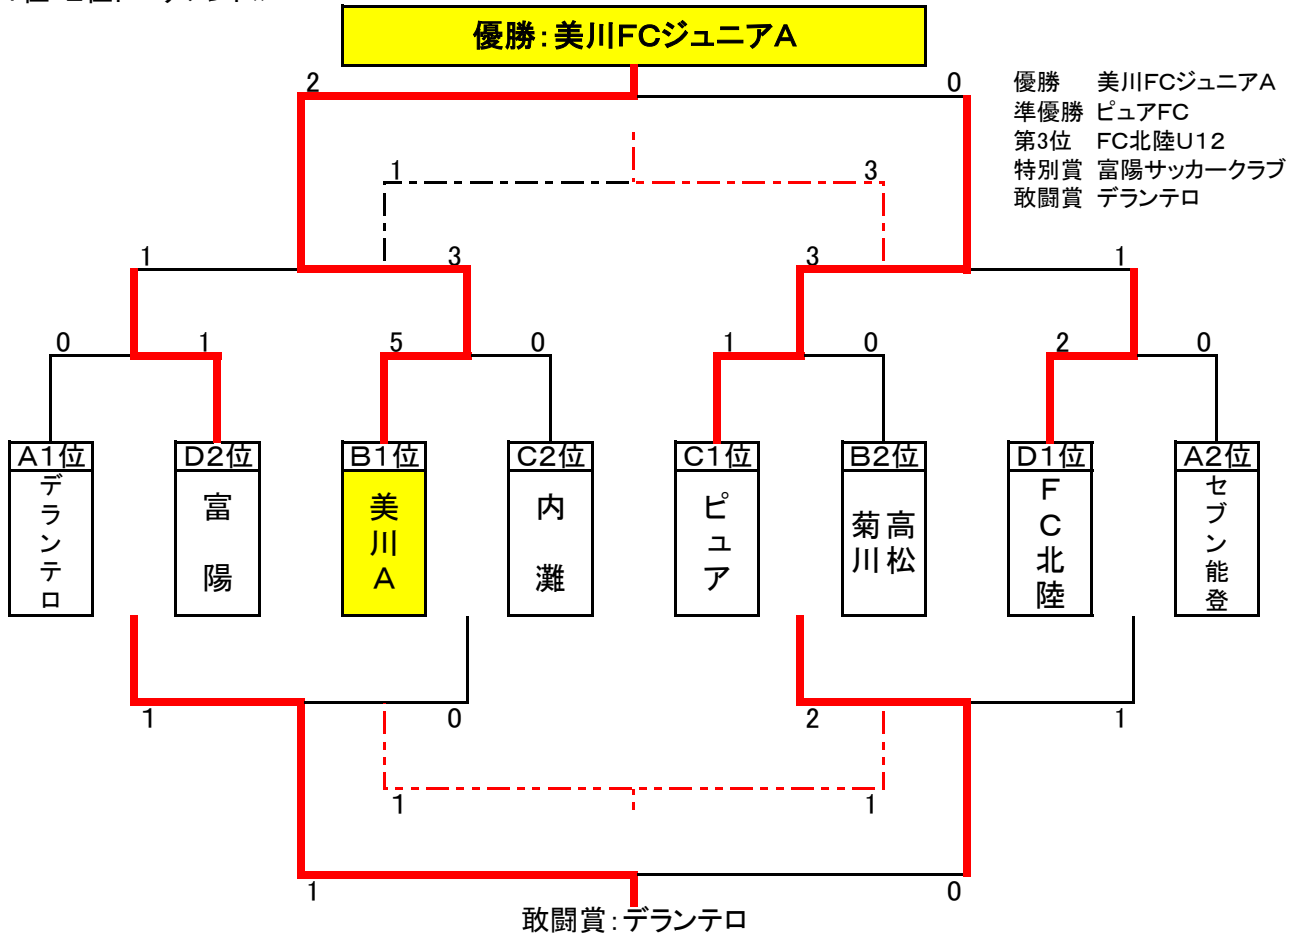 優勝：美川FCジュニアA
2
0
優勝 美川FCジュニアA
準優勝 ピュアFC
第3位 FC北陸U12
特別賞 富陽サッカークラブ
敢闘賞 デランテロ
1
3
1
3
3
1
0
1
5
0
1
0
2
0
A1位
D2位
B1位
C2位
C1位
B2位
D1位
A2位
デランテロ
富陽
美川A
内灘
ピュア
高松
菊川
FC北陸
セブン能登
1
0
2
1
1
1
1
0
敢闘賞：デランテロ